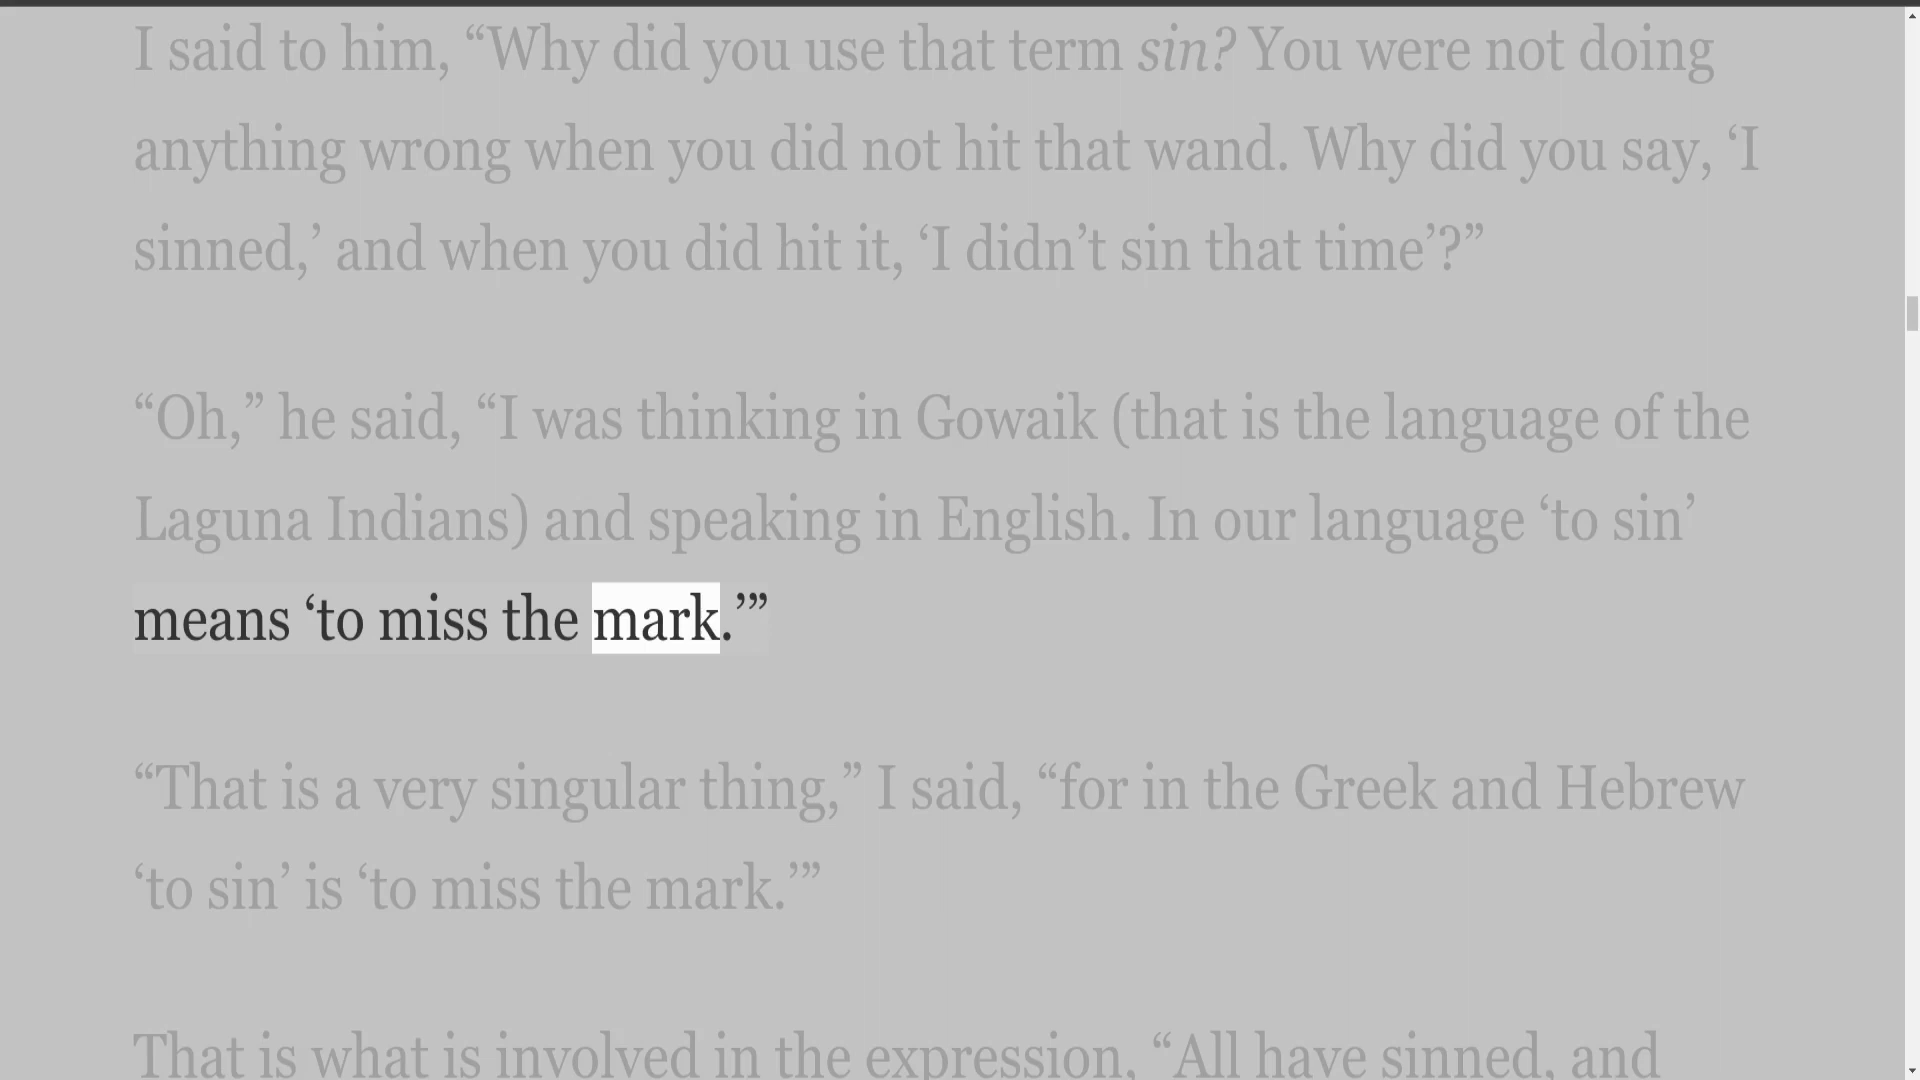 I said to him, “Why did you use that term sin? You were not doing
anything wrong when you did not hit that wand. Why did you say, ‘I
sinned,’ and when you did hit it, ‘I didn’t sin that time’?”
“Oh,” he said, “I was thinking in Gowaik (that is the language of the
Laguna Indians) and speaking in English. In our language ‘to sin’
means ‘to miss the mark.’”
“That is a very singular thing,” I said, “for in the Greek and Hebrew
‘to sin’ is ‘to miss the mark.’”
That is what is involved in the expression, “All have sinned, and